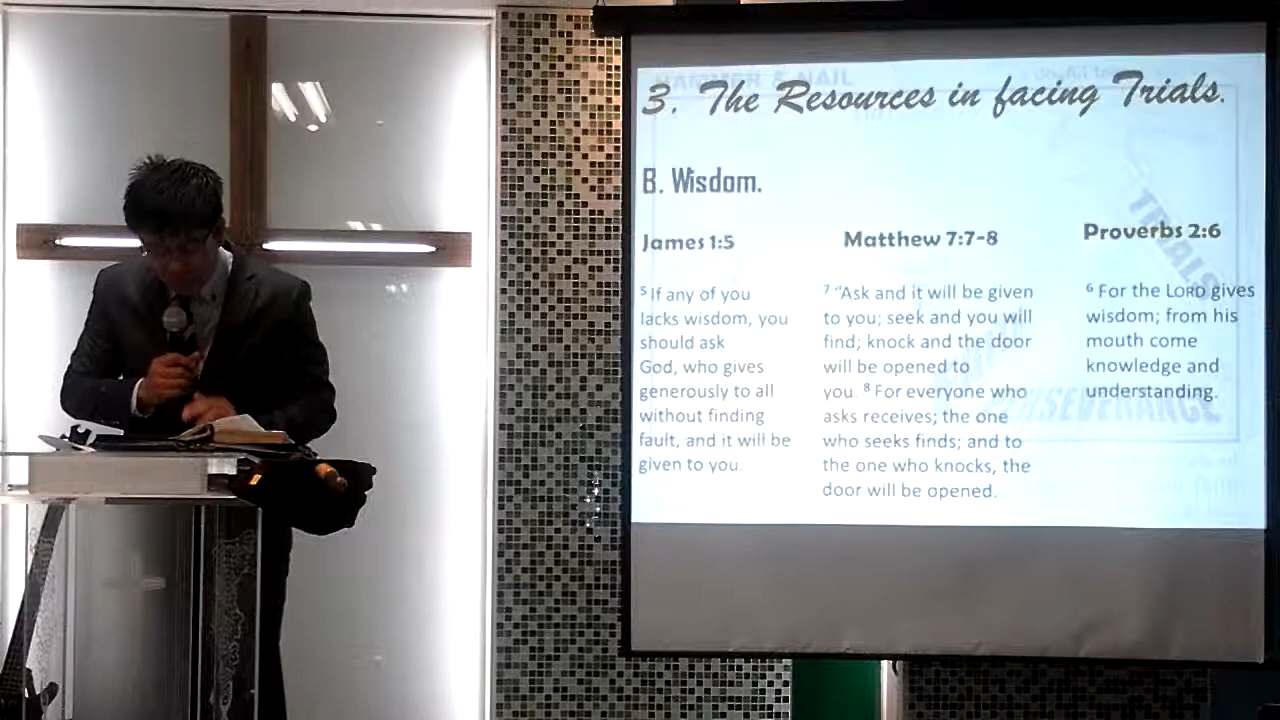 HAMMER & NAIL
3. The Resources in facing Trials.
B. Wisdom.
James 1:5
5 If any of you
lacks wisdom, you
should ask
God, who gives
generously to all
without finding
fault, and it will be
given to you.
Matthew 7:7-8
7 “Ask and it will be given
to you; seek and you will
find; knock and the door
will be opened to
you. 8 For everyone who
asks receives; the one
who seeks finds; and to
the one who knocks, the
door will be opened.
Proverbs 2:6
6 For the LORD gives
wisdom; from his
mouth come
knowledge and
understanding.
TRIALS
PERSEVERANCE